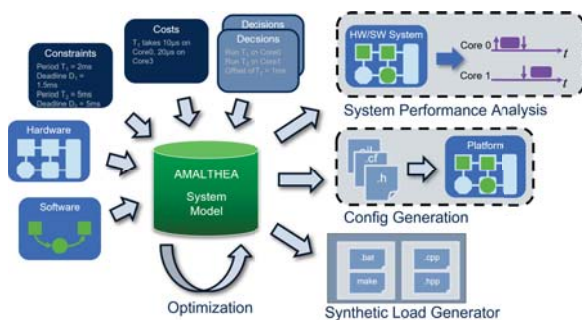 Constraints
Period T₁ = 2ms
Deadline D₁ =
1.5ms
Period T₂ = 5ms
Deadline D₂ = 5ms
Costs
T₁ takes 10µs on
Core0, 20µs on
Core3
Decisions
Decsions
Run T₁ in Core0
Run T₂ in Core1
Offset of T₁ = 1ms
Hardware
Software
AMALTHEA
System
Model
Optimization
HW/SW System
Core 0
t
Core 1
t
System Performance Analysis
.h
Platform
Config Generation
.bat
.cpp
make
.hpp
Synthetic Load Generator